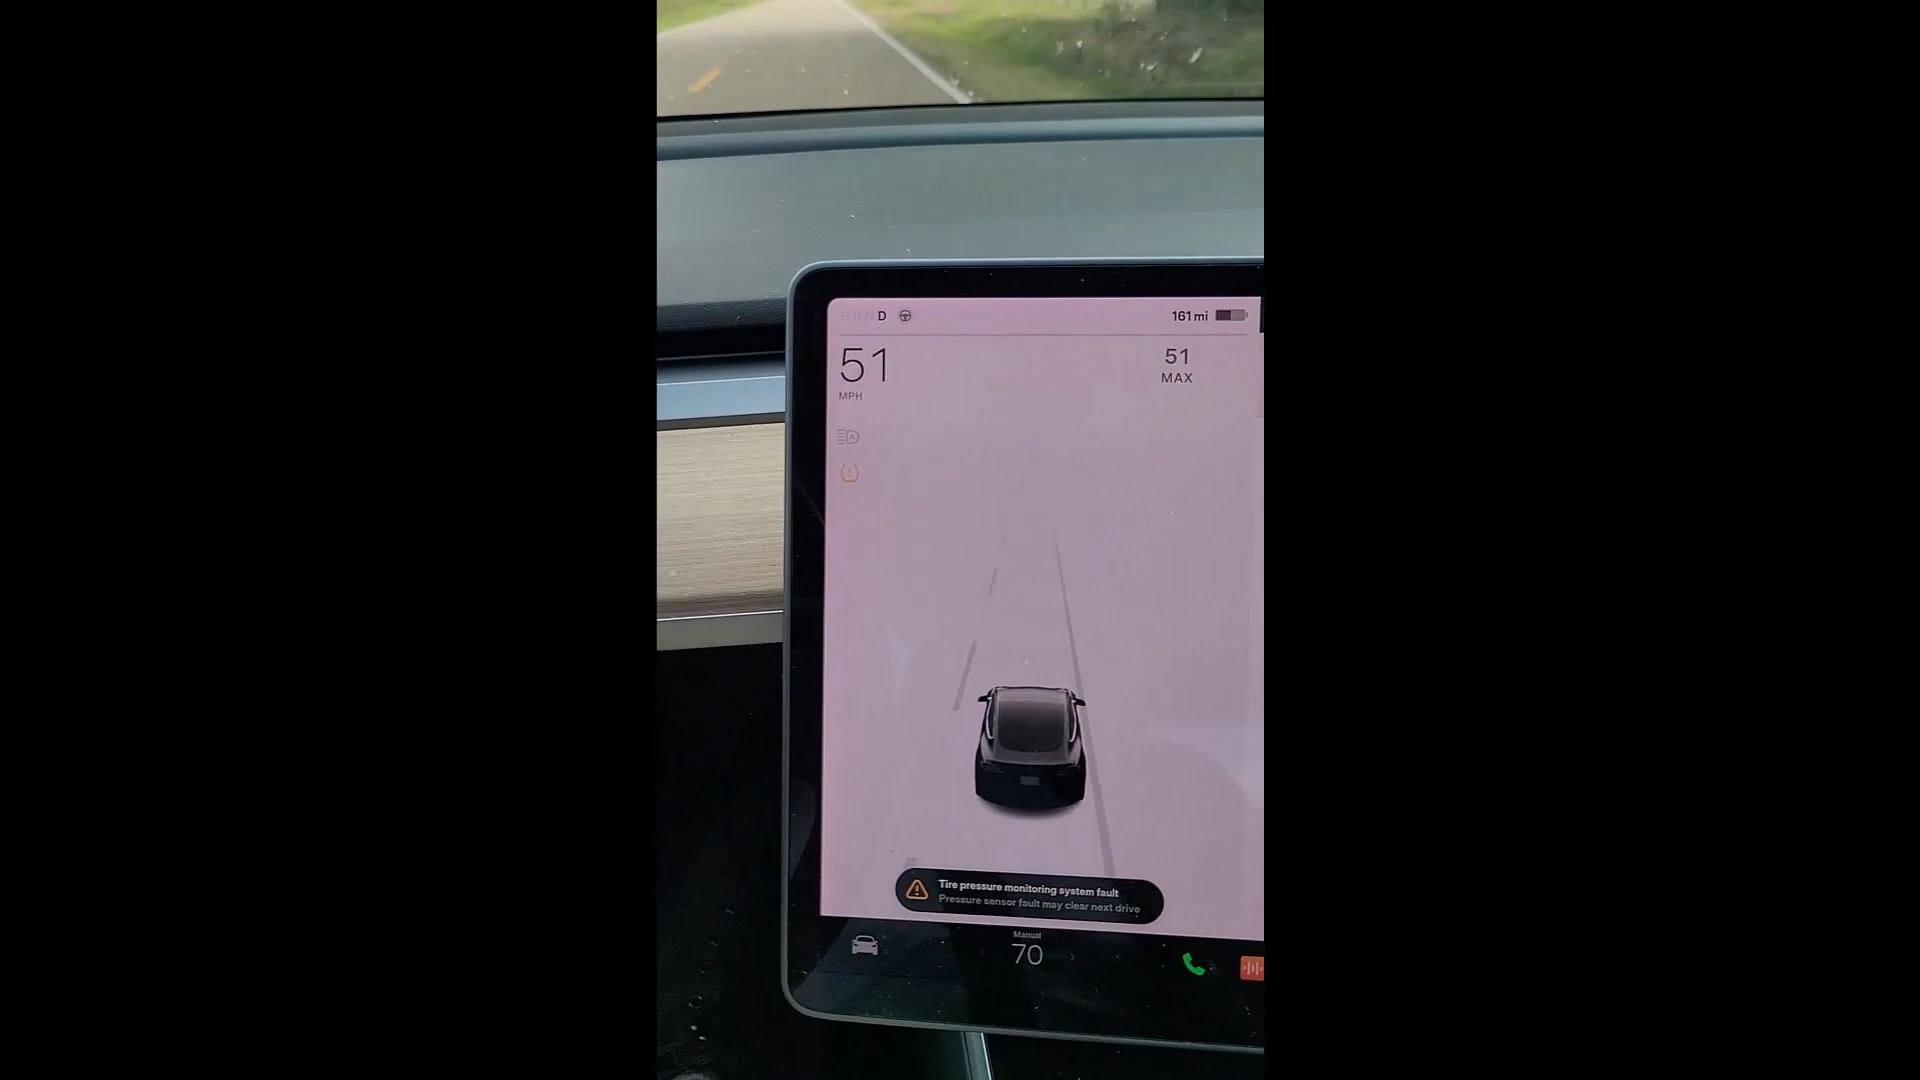 P R N D
161 mi
51
MPH
51
MAX
Tire pressure monitoring system fault
Pressure sensor fault may clear next drive
Manual
70